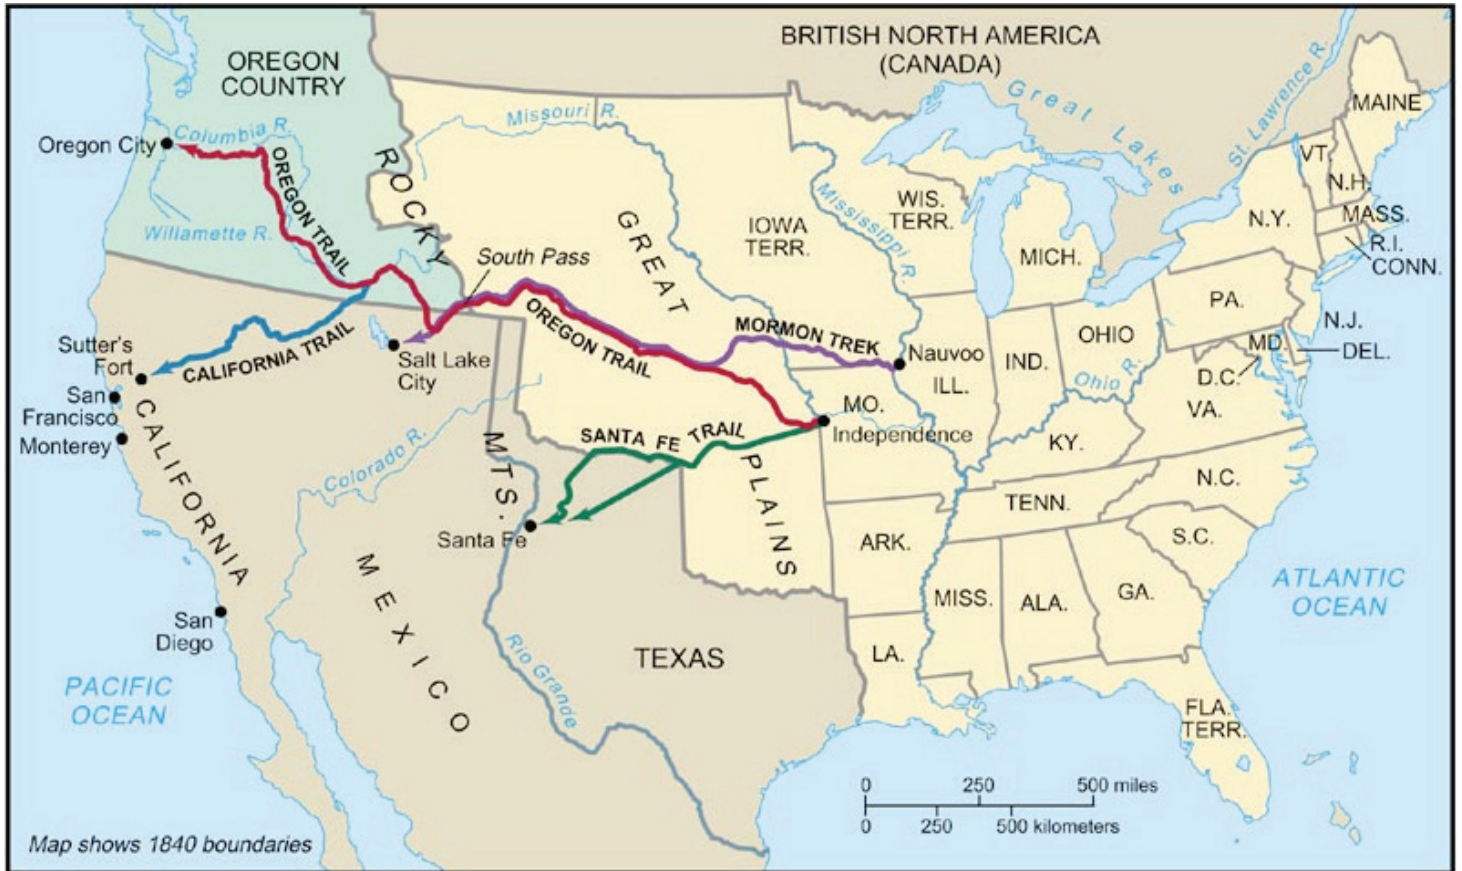 BRITISH NORTH AMERICA
(CANADA)
OREGON
COUNTRY
Great Lakes
St. Lawrence R.
MAINE
Missouri R.
Columbia R.
Oregon City
VT.
N.H.
ROCKY
MTS.
OREGON TRAIL
Mississippi R.
WIS.
TERR.
N.Y.
MASS.
GREAT
PLAINS
IOWA
TERR.
Willamette R.
R.I.
CONN.
South Pass
MICH.
PA.
OREGON TRAIL
MORMON TREK
OHIO
N.J.
Sutter's
Fort
CALIFORNIA TRAIL
Salt Lake
City
Nauvoo
ILL.
IND.
MD.
DEL.
D.C.
Ohio R.
San
Francisco
Monterey
MO.
Independence
VA.
CALIFORNIA
SANTA FE TRAIL
KY.
Colorado R.
N.C.
TENN.
Santa Fe
ARK.
S.C.
MEXICO
MISS.
ALA.
GA.
ATLANTIC
OCEAN
San
Diego
Rio Grande
TEXAS
LA.
PACIFIC
OCEAN
FLA.
TERR.
0 250 500 miles
0 250 500 kilometers
Map shows 1840 boundaries